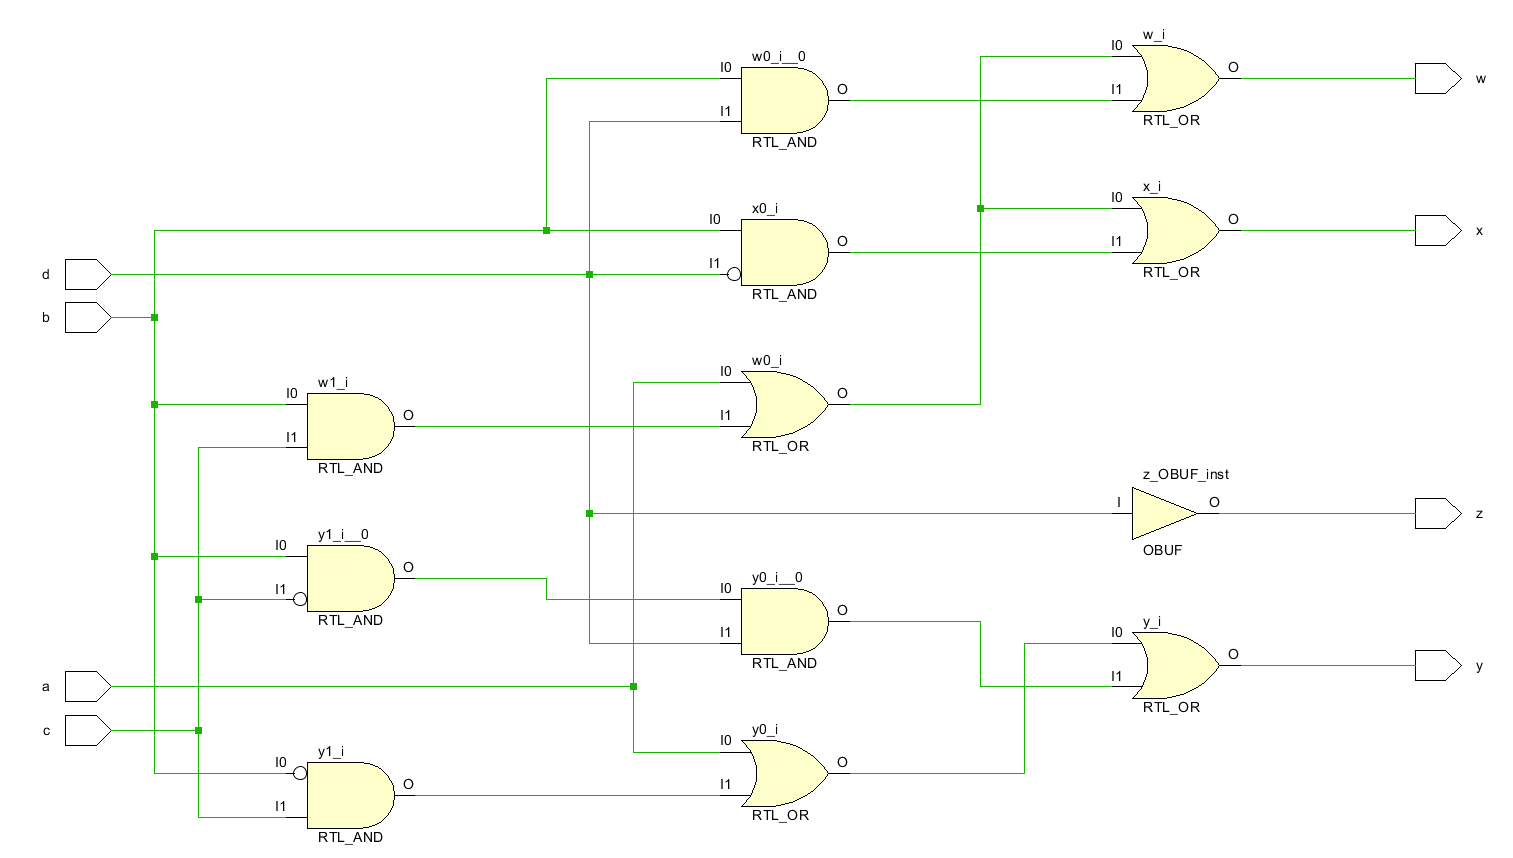 w_i
w0_i__0
I0
I0
O
w
O
I1
I1
RTL_OR
RTL_AND
x_i
x0_i
I0
I0
O
x
O
I1
I1
d
RTL_OR
RTL_AND
b
w0_i
w1_i
I0
I0
O
O
I1
I1
RTL_OR
RTL_AND
z_OBUF_inst
I
O
z
OBUF
y1_i__0
I0
O
I1
RTL_AND
y0_i__0
I0
O
I1
RTL_AND
y_i
I0
O
y
I1
RTL_OR
a
c
y0_i
I0
O
I1
RTL_OR
y1_i
I0
O
I1
RTL_AND